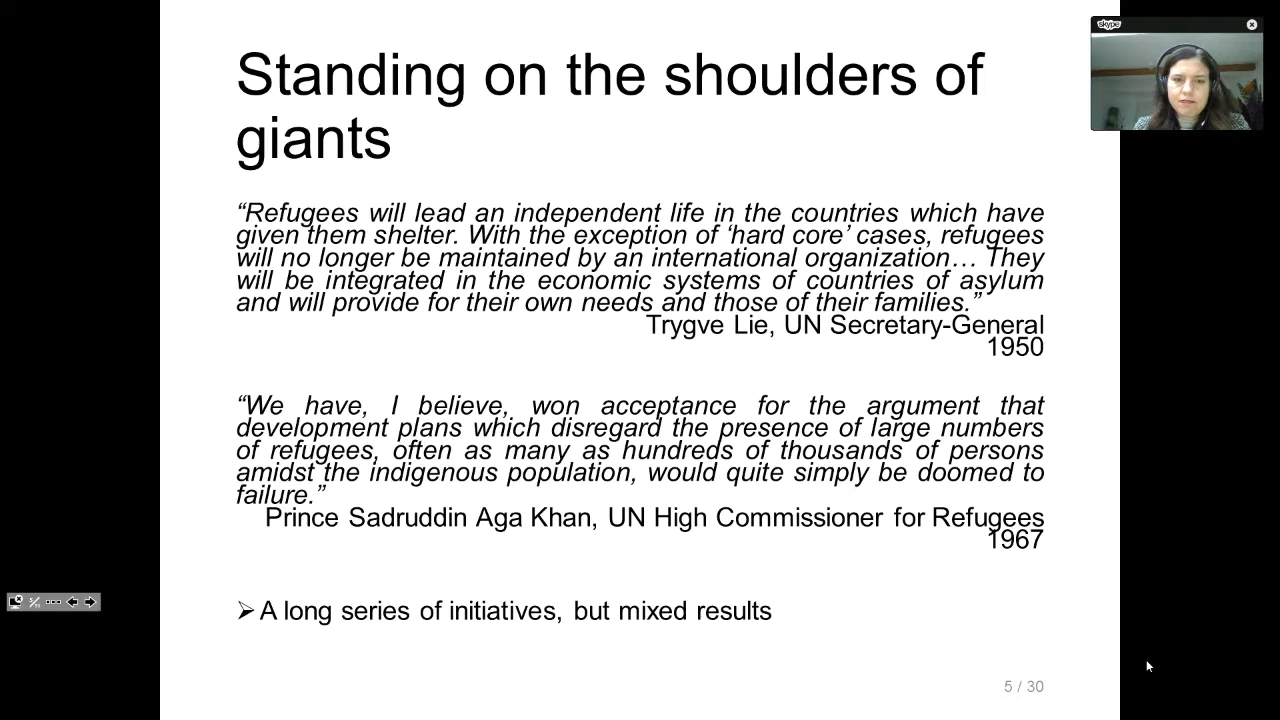 skype
Standing on the shoulders of
giants
“Refugees will lead an independent life in the countries which have
given them shelter. With the exception of ‘hard core’ cases, refugees
will no longer be maintained by an international organization… They
will be integrated in the economic systems of countries of asylum
and will provide for their own needs and those of their families.”
Trygve Lie, UN Secretary-General
1950
“We have, I believe, won acceptance for the argument that
development plans which disregard the presence of large numbers
of refugees, often as many as hundreds of thousands of persons
amidst the indigenous population, would quite simply be doomed to
failure.”
Prince Sadruddin Aga Khan, UN High Commissioner for Refugees
1967
➢ A long series of initiatives, but mixed results
5 / 30